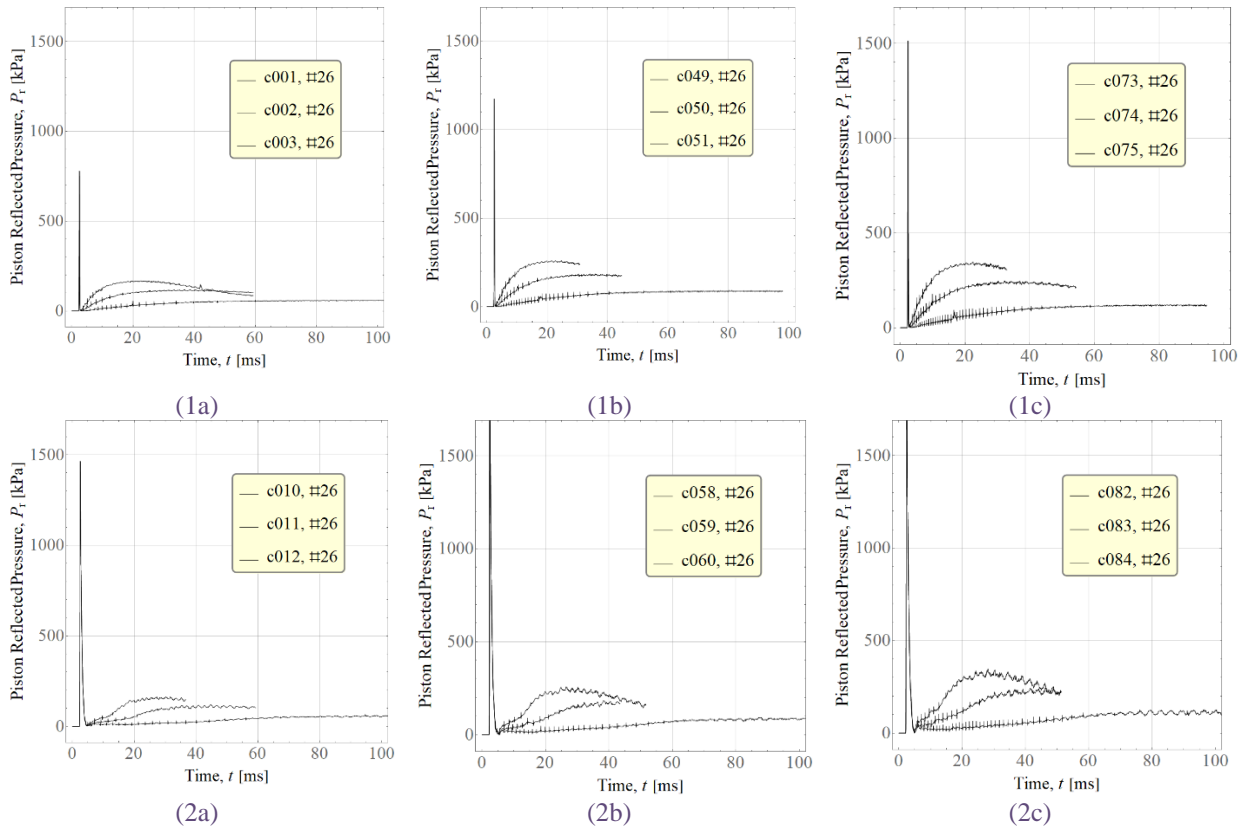 Piston Reflected Pressure, Pr [kPa]
1500
1000
500
0
c001, #26
c002, #26
c003, #26
0 20 40 60 80 100
Time, t [ms]
(1a)
Piston Reflected Pressure, Pr [kPa]
1500
1000
500
0
c049, #26
c050, #26
c051, #26
0 20 40 60 80 100
Time, t [ms]
(1b)
Piston Reflected Pressure, Pr [kPa]
1500
1000
500
0
c073, #26
c074, #26
c075, #26
0 20 40 60 80 100
Time, t [ms]
(1c)
Piston Reflected Pressure, Pr [kPa]
1500
1000
500
0
c010, #26
c011, #26
c012, #26
0 20 40 60 80 100
Time, t [ms]
(2a)
Piston Reflected Pressure, Pr [kPa]
1500
1000
500
0
c058, #26
c059, #26
c060, #26
0 20 40 60 80 100
Time, t [ms]
(2b)
Piston Reflected Pressure, Pr [kPa]
1500
1000
500
0
c082, #26
c083, #26
c084, #26
0 20 40 60 80 100
Time, t [ms]
(2c)